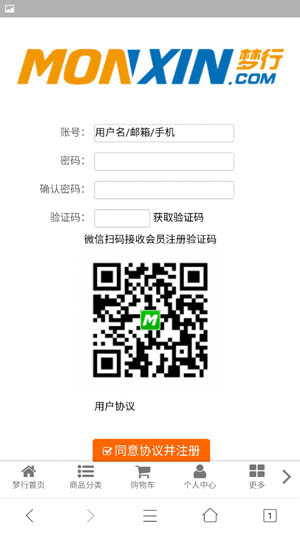 MONXIN梦行
.COM
账号： 用户名/邮箱/手机
密码：
确认密码：
验证码： 获取验证码
微信扫码接收会员注册验证码
M
用户协议
同意协议并注册
梦行首页 商品分类 购物车 个人中心 更多
1